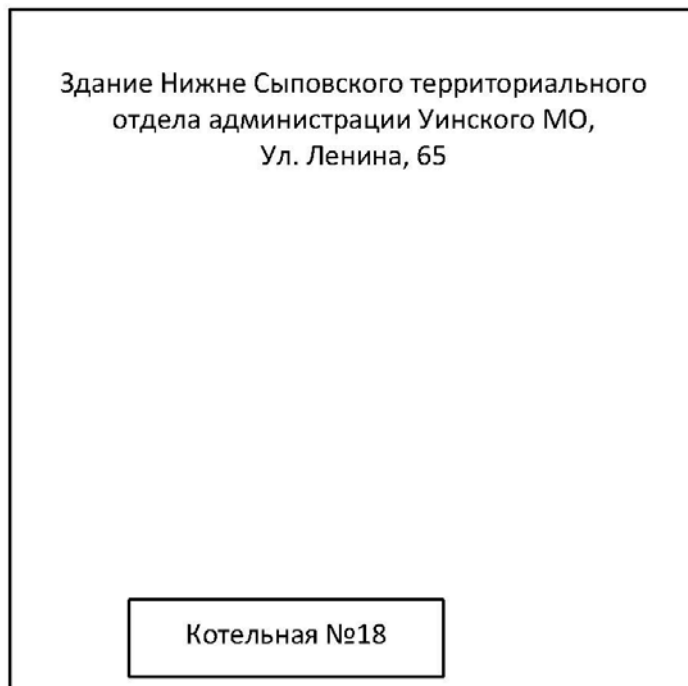 Здание Нижне Сыповского территориального
отдела администрации Уинского МО,
Ул. Ленина, 65
Котельная №18